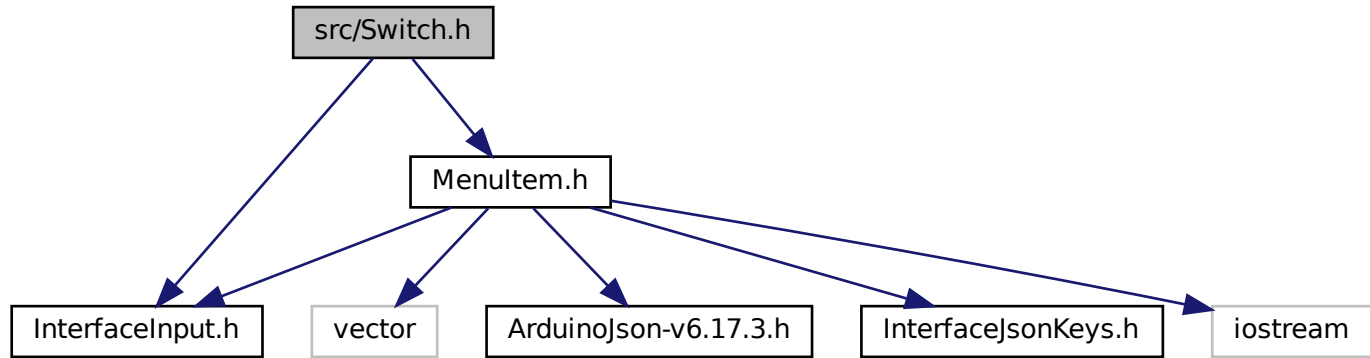 src/Switch.h
MenuItem.h
InterfaceInput.h
vector
ArduinoJson-v6.17.3.h
InterfaceJsonKeys.h
iostream